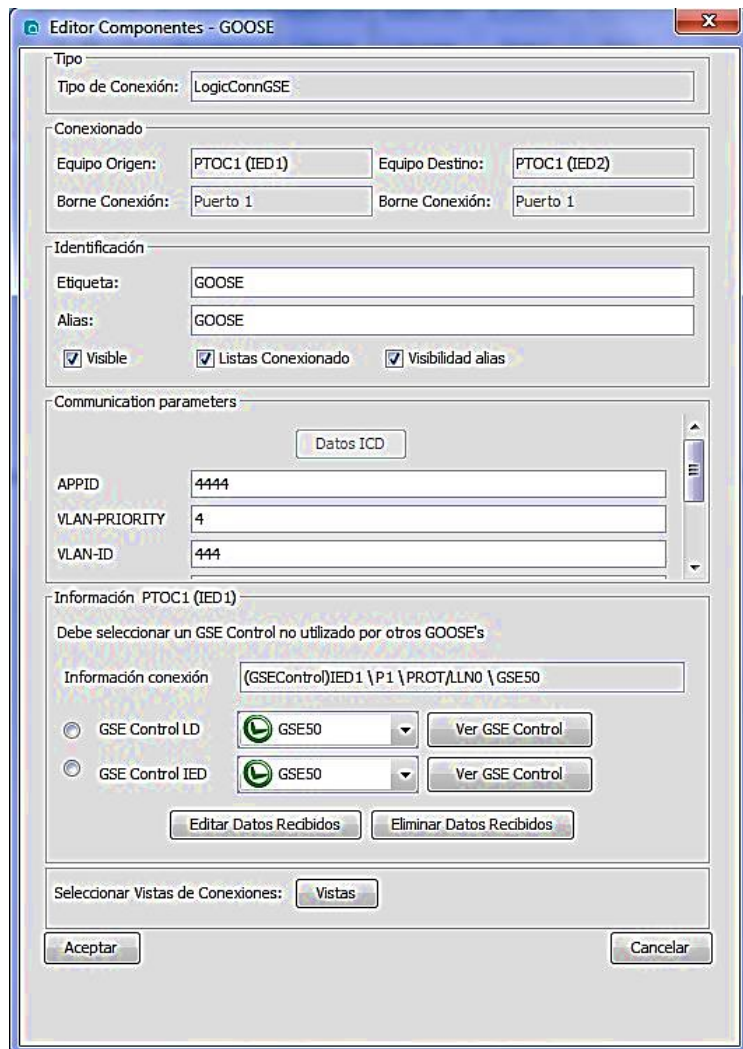 Editor Componentes - GOOSE
Tipo
Tipo de Conexión: LogicConnGSE
Conexionado
Equipo Origen: PTOC1 (IED1) Equipo Destino: PTOC1 (IED2)
Borne Conexión: Puerto 1 Borne Conexión: Puerto 1
Identificación
Etiqueta: GOOSE
Alias: GOOSE
Visible Listas Conexionado Visibilidad alias
Communication parameters
Datos ICD
APPID 4444
VLAN-PRIORITY 4
VLAN-ID 444
Información PTOC1 (IED1)
Debe seleccionar un GSE Control no utilizado por otros GOOSE's
Información conexión (GSEControl)IED1 \ P1 \ PROT/LLN0 \ GSE50
GSE Control LD GSE50 Ver GSE Control
GSE Control IED GSE50 Ver GSE Control
Editar Datos Recibidos Eliminar Datos Recibidos
Seleccionar Vistas de Conexiones: Vistas
Aceptar Cancelar